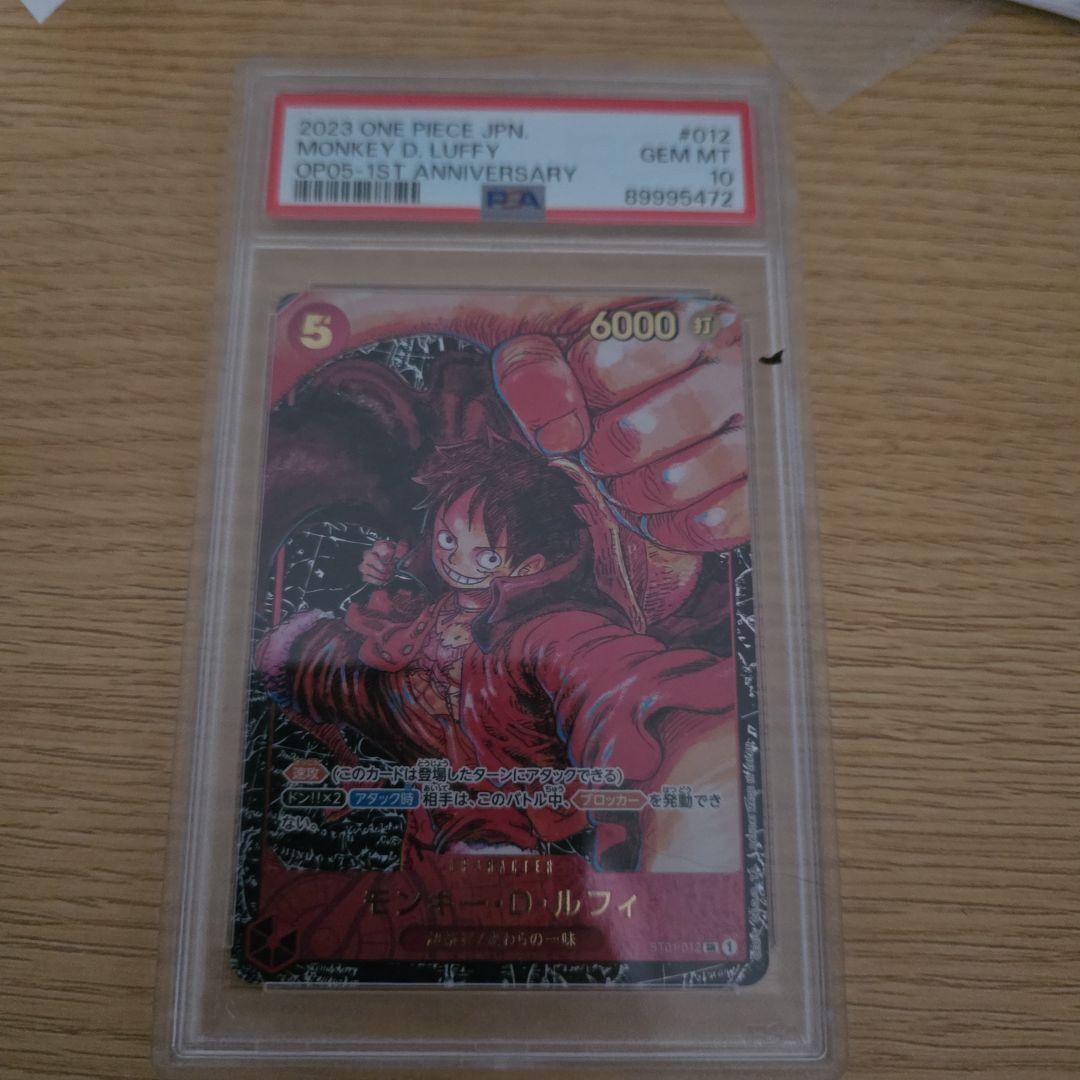 2023 ONE PIECE JPN.
#012
MONKEY D. LUFFY
GEM MT
OP05-1ST ANNIVERSARY
10
PSA
89995472
5
6000 打
速攻 (このカードは登場したターンにアタックできる)
ドン!!×2 アタック時 相手は、このバトル中、ブロッカー を発動でき
ない。
CHARACTER
モンキー・D・ルフィ
わらの一味
ST01-012 SR 1